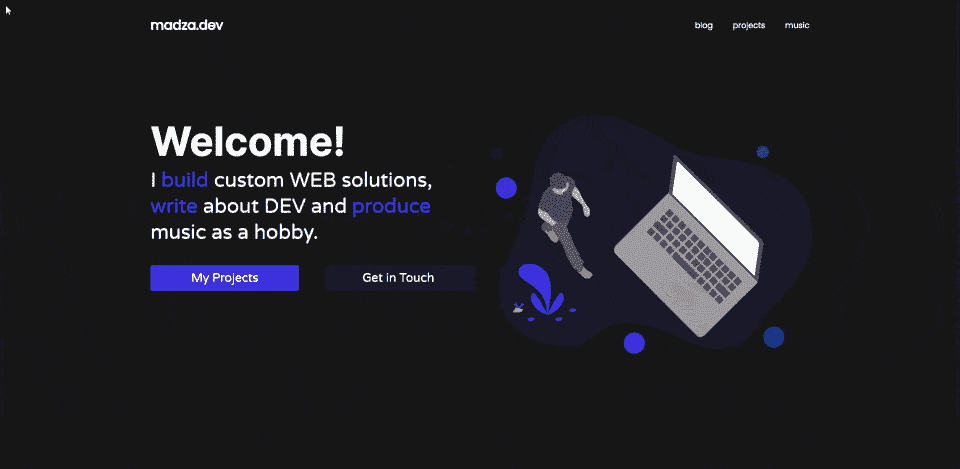 madza.dev
blog projects music
Welcome!
I build custom WEB solutions,
write about DEV and produce
music as a hobby.
My Projects
Get in Touch